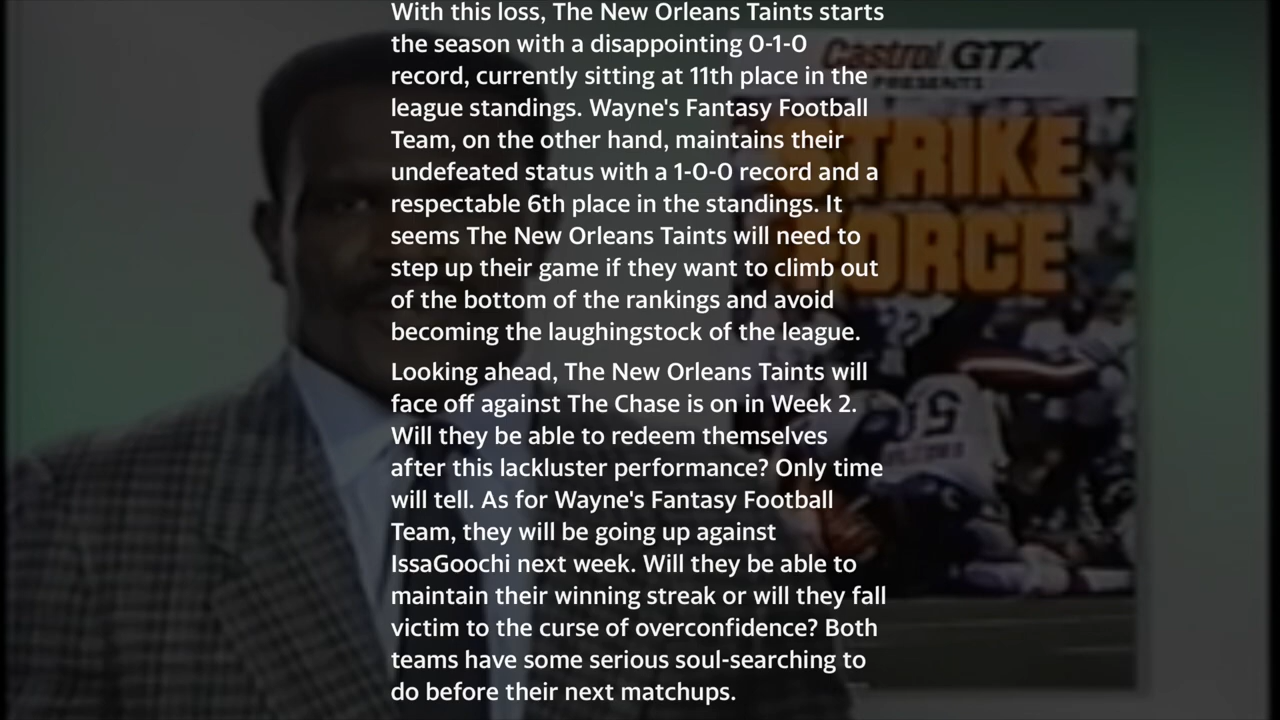 With this loss, The New Orleans Taints starts
the season with a disappointing 0-1-0
record, currently sitting at 11th place in the
league standings. Wayne's Fantasy Football
Team, on the other hand, maintains their
undefeated status with a 1-0-0 record and a
respectable 6th place in the standings. It
seems The New Orleans Taints will need to
step up their game if they want to climb out
of the bottom of the rankings and avoid
becoming the laughingstock of the league.
Looking ahead, The New Orleans Taints will
face off against The Chase is on in Week 2.
Will they be able to redeem themselves
after this lackluster performance? Only time
will tell. As for Wayne's Fantasy Football
Team, they will be going up against
IssaGoochi next week. Will they be able to
maintain their winning streak or will they fall
victim to the curse of overconfidence? Both
teams have some serious soul-searching to
do before their next matchups.
Castrol GTX
PRESENTS
STRIKE
FORCE